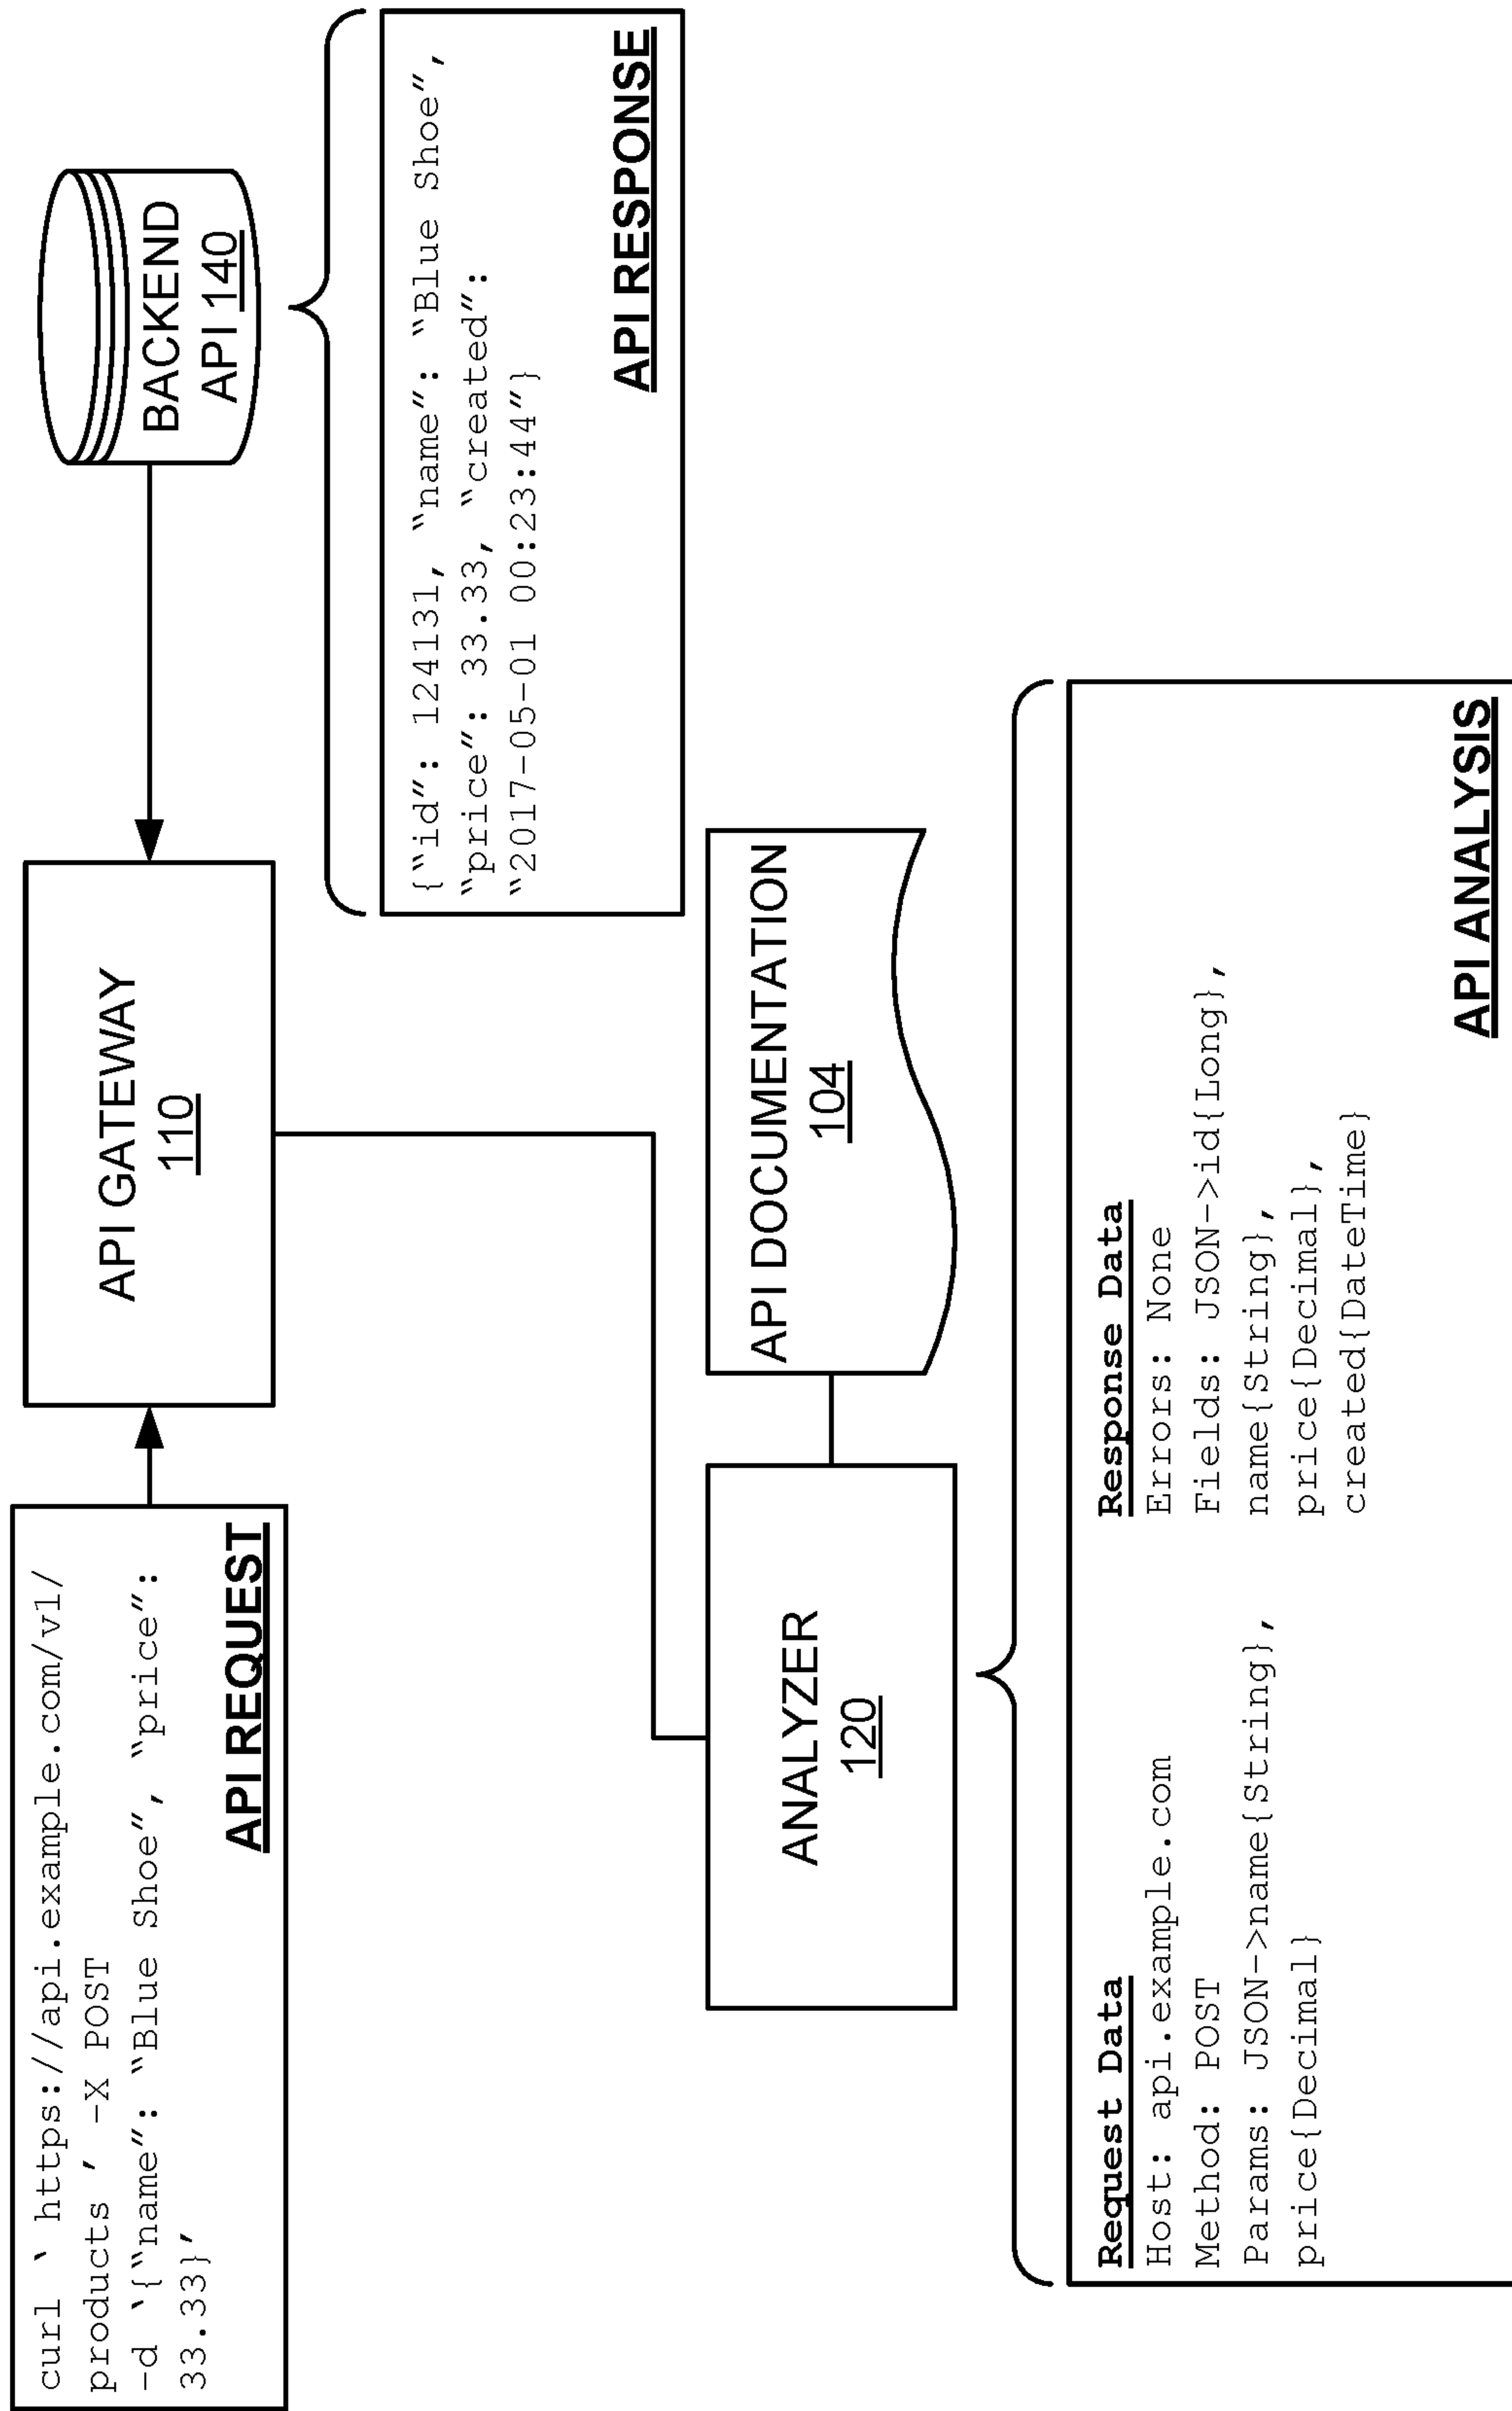 curl ‘ https://api.example.com/v1/
products ’ -X POST
-d ‘{“name”: “Blue Shoe”, “price”:
33.33}’
API REQUEST
API GATEWAY
110
BACKEND
API 140
{“id”: 124131, “name”: “Blue Shoe”,
“price”: 33.33, “created”:
“2017-05-01 00:23:44”}
API RESPONSE
ANALYZER
120
API DOCUMENTATION
104
Request Data
Host: api.example.com
Method: POST
Params: JSON->name{String},
price{Decimal}
Response Data
Errors: None
Fields: JSON->id{Long},
name{String},
price{Decimal},
created{DateTime}
API ANALYSIS